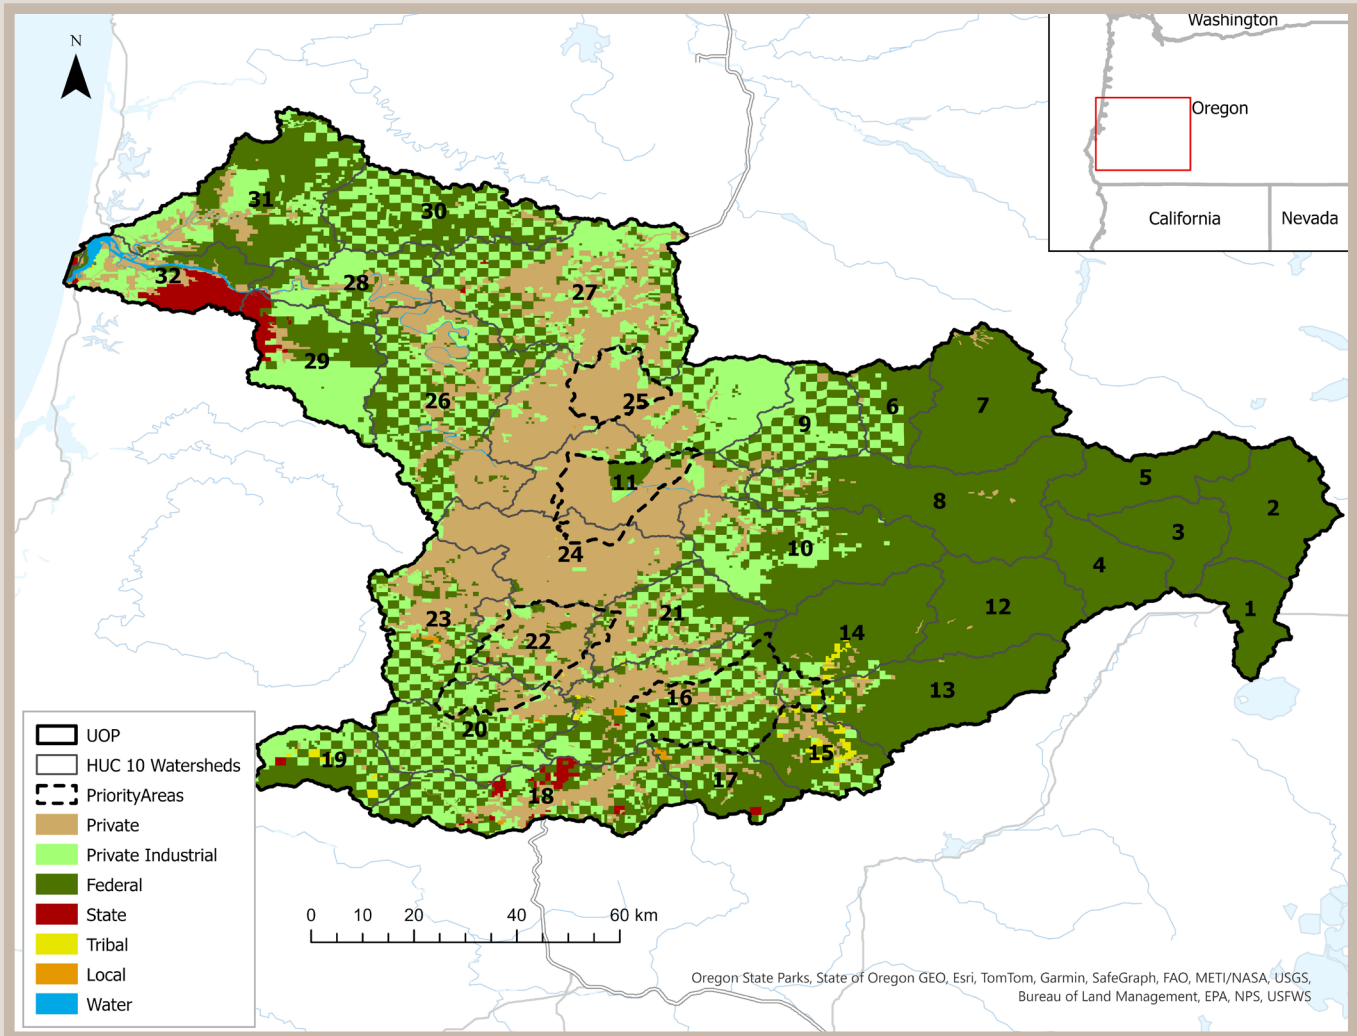 N
Washington
Oregon
California
Nevada
31
30
32
28
27
29
26
25
9
6
7
11
5
8
2
3
10
24
4
12
1
23
22
21
14
16
13
20
15
19
17
18
UOP
HUC 10 Watersheds
PriorityAreas
Private
Private Industrial
Federal
State
Tribal
Local
Water
0 10 20 40 60 km
Oregon State Parks, State of Oregon GEO, Esri, TomTom, Garmin, SafeGraph, FAO, METI/NASA, USGS,
Bureau of Land Management, EPA, NPS, USFWS